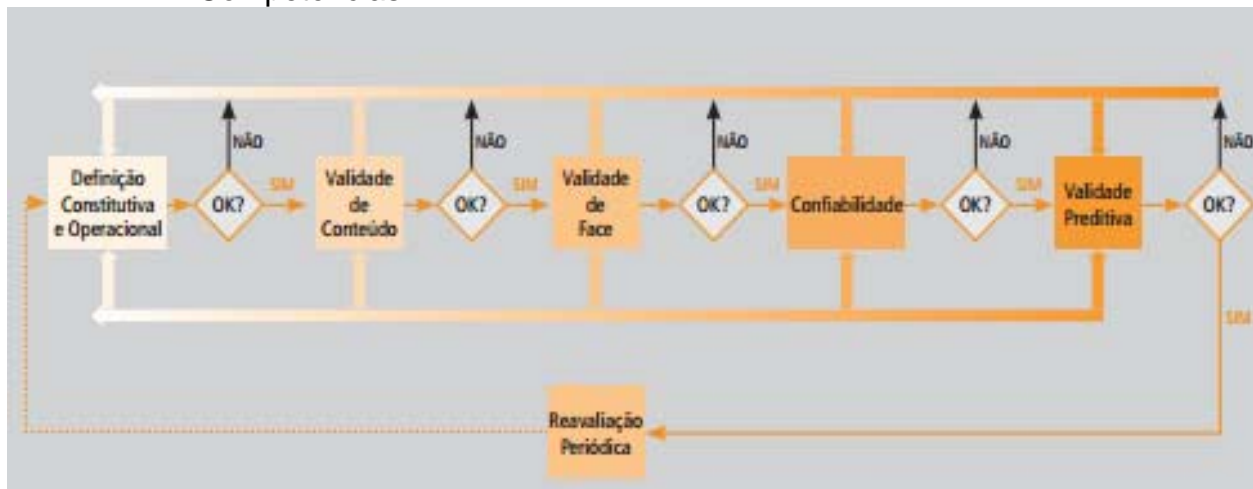 NÃO
NÃO
NÃO
NÃO
NÃO
Definição
Constitutiva
e Operacional
OK?
SIM
Validade
de
Conteúdo
OK?
SIM
Validade
de
Face
OK?
SIM
Confiabilidade
OK?
SIM
Validade
Preditiva
OK?
SIM
Reavaliação
Periódica